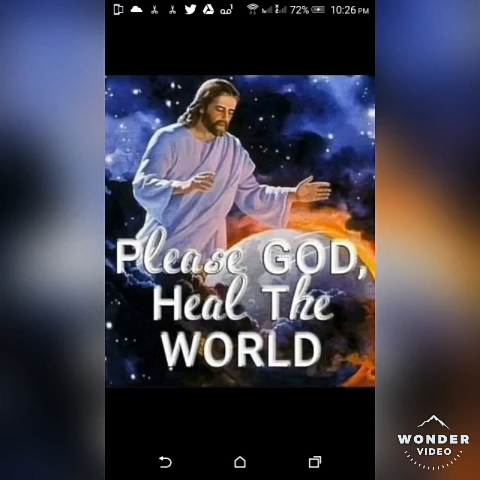 72% 10:26 PM
Please GOD,
Heal The
WORLD
WONDER
VIDEO